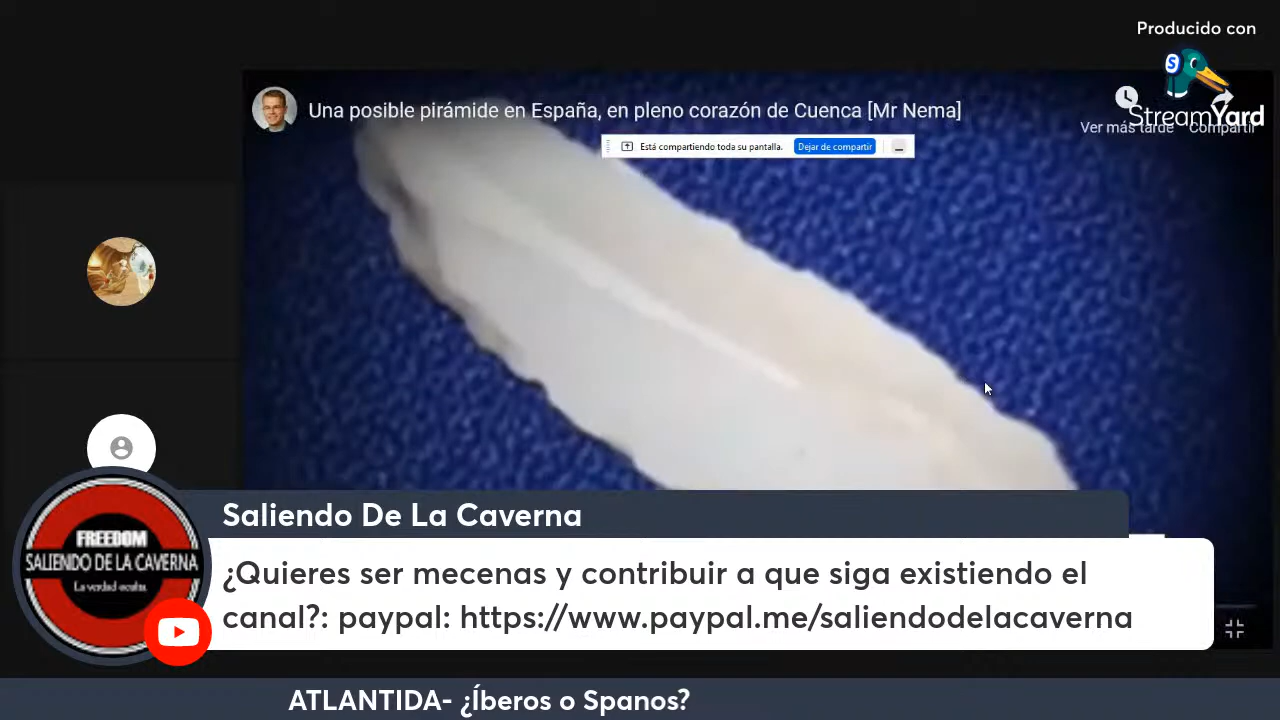 Producido con
StreamYard
Una posible pirámide en España, en pleno corazón de Cuenca [Mr Nema]
Ver más tarde
Compartir
Está compartiendo toda su pantalla.
Dejar de compartir
Saliendo De La Caverna
FREEDOM
SALIENDO DE LA CAVERNA
La verdad oculta
¿Quieres ser mecenas y contribuir a que siga existiendo el
canal?: paypal: https://www.paypal.me/saliendodelacaverna
ATLANTIDA- ¿Íberos o Spanos?